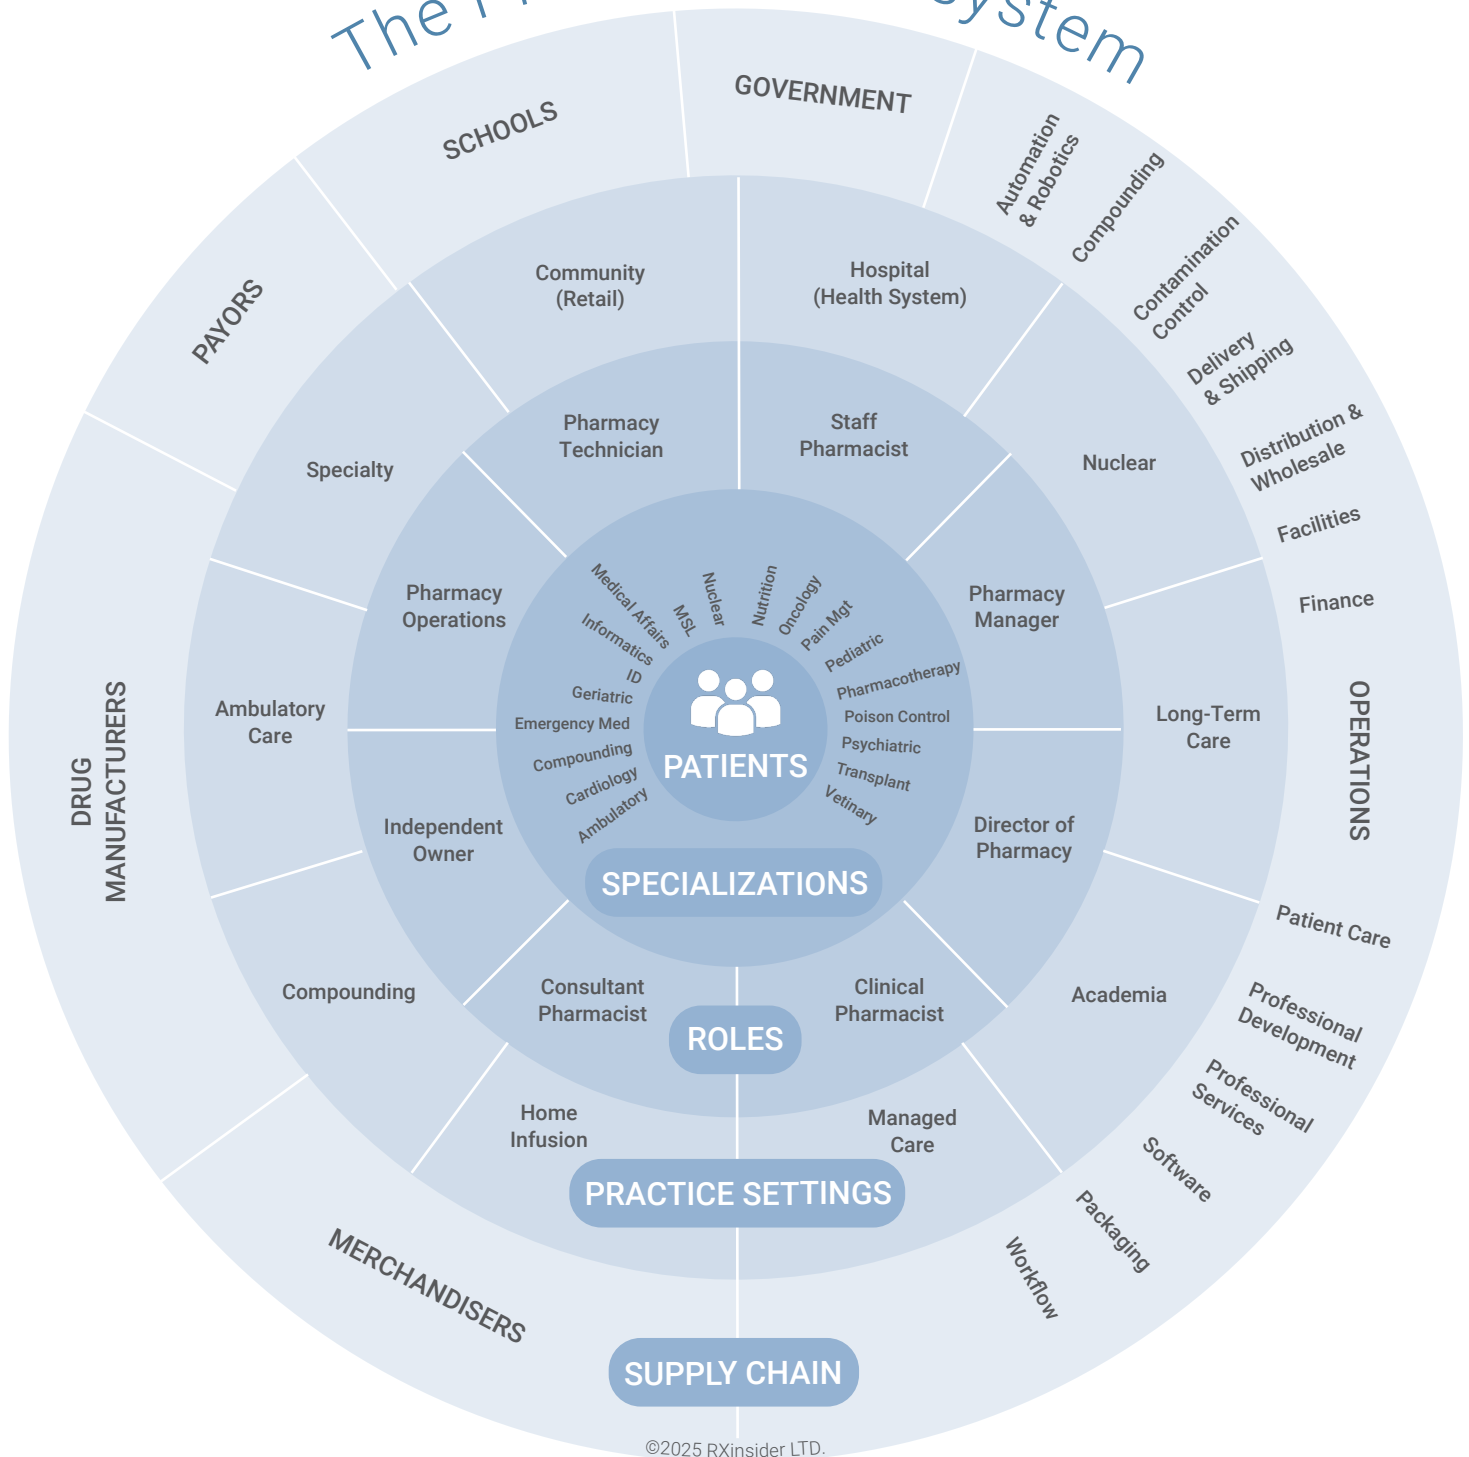 The
System
SCHOOLS
GOVERNMENT
PAYORS
DRUG
MANUFACTURERS
MERCHANDISERS
OPERATIONS
Automation
& Robotics
Compounding
Contamination
Control
Delivery
& Shipping
Distribution &
Wholesale
Facilities
Finance
Patient Care
Professional
Development
Professional
Services
Software
Packaging
Workflow
Community
(Retail)
Hospital
(Health System)
Nuclear
Long-Term
Care
Academia
Managed
Care
Home
Infusion
Compounding
Ambulatory
Care
Specialty
Pharmacy
Technician
Staff
Pharmacist
Pharmacy
Manager
Director of
Pharmacy
Clinical
Pharmacist
Consultant
Pharmacist
Independent
Owner
Pharmacy
Operations
Ambulatory
Cardiology
Compounding
Emergency Med
Geriatric
ID
Informatics
Medical Affairs
MSL
Nuclear
Nutrition
Oncology
Pain Mgt
Pediatric
Pharmacotherapy
Poison Control
Psychiatric
Transplant
Vetinary
PATIENTS
SPECIALIZATIONS
ROLES
PRACTICE SETTINGS
SUPPLY CHAIN
©2025 RXinsider LTD.